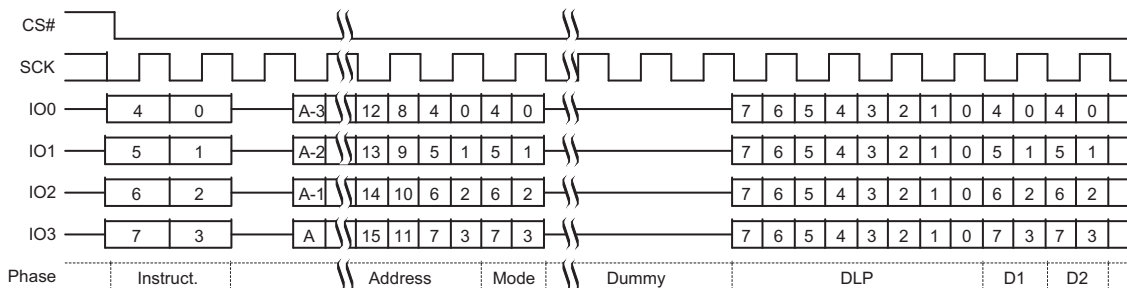 CS#
SCK
IO0 4 0 A-3 12 8 4 0 4 0 7 6 5 4 3 2 1 0 4 0 4 0
IO1 5 1 A-2 13 9 5 1 5 1 7 6 5 4 3 2 1 0 5 1 5 1
IO2 6 2 A-1 14 10 6 2 6 2 7 6 5 4 3 2 1 0 6 2 6 2
IO3 7 3 A 15 11 7 3 7 3 7 6 5 4 3 2 1 0 7 3 7 3
Phase Instruct. Address Mode Dummy DLP D1 D2